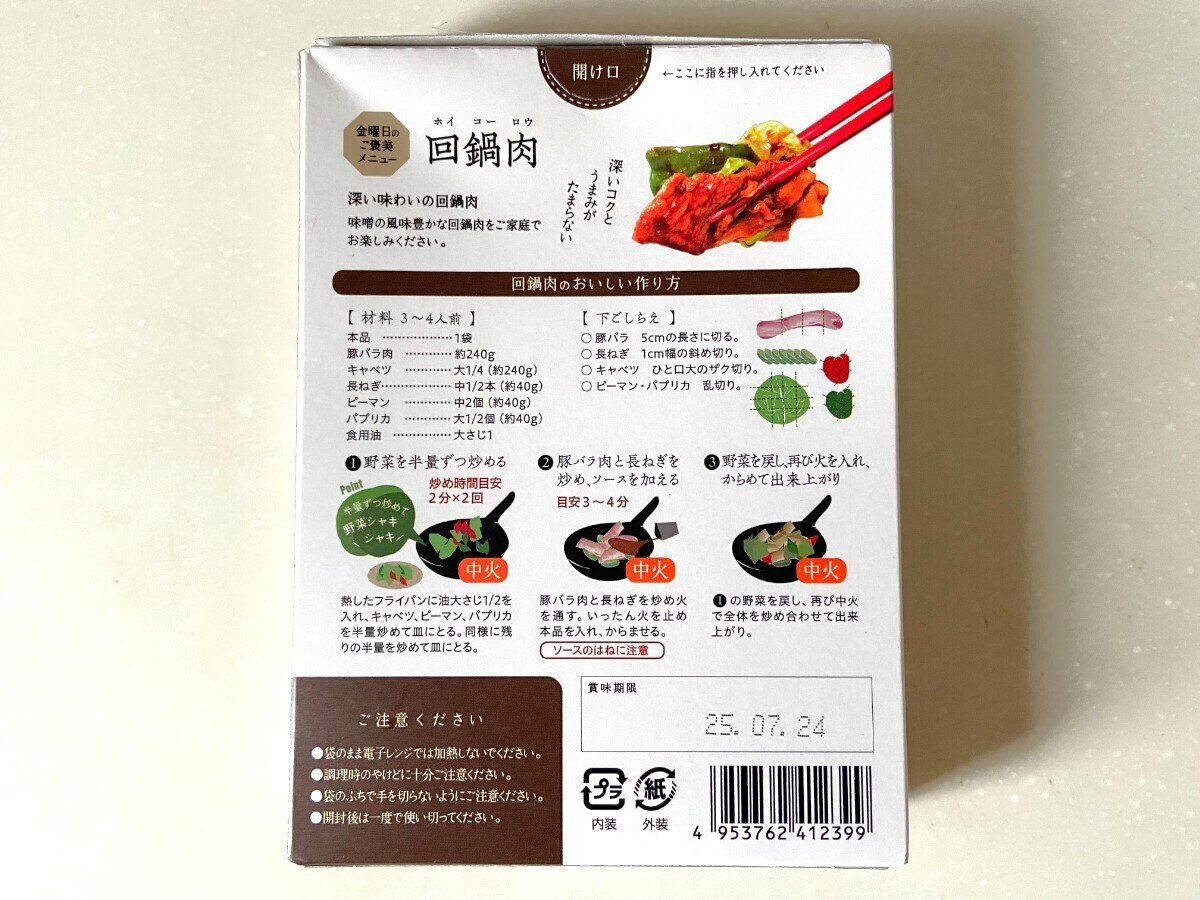 開け口
←ここに指を押し入れてください
金曜日の
ご褒美
メニュー
ホイ コー ロウ
回鍋肉
深いコクと
うまみが
たまらない
深い味わいの回鍋肉
味噌の風味豊かな回鍋肉をご家庭で
お楽しみください。
回鍋肉のおいしい作り方
【 材料 3〜4人前 】
本品 ………………1袋
豚バラ肉 …………約240g
キャベツ …………大1/4（約240g）
長ねぎ………………中1/2本（約40g）
ピーマン …………中2個（約40g）
パプリカ …………大1/2個（約40g）
食用油 ……………大さじ1
【 下ごしらえ 】
○ 豚バラ 5cmの長さに切る。
○ 長ねぎ 1cm幅の斜め切り。
○ キャベツ ひと口大のザク切り。
○ ピーマン・パプリカ 乱切り。
❶野菜を半量ずつ炒める
Point
半量ずつ炒めて
野菜シャキ
シャキ
炒め時間目安
2分×2回
中火
熱したフライパンに油大さじ1/2を
入れ、キャベツ、ピーマン、パプリカ
を半量炒めて皿にとる。同様に残
りの半量を炒めて皿にとる。
❷豚バラ肉と長ねぎを
炒め、ソースを加える
目安3〜4分
中火
豚バラ肉と長ねぎを炒め火
を通す。いったん火を止め
本品を入れ、からませる。
ソースのはねに注意
❸野菜を戻し、再び火を入れ、
からめて出来上がり
中火
❶の野菜を戻し、再び中火
で全体を炒め合わせて出来
上がり。
ご注意ください
●袋のまま電子レンジでは加熱しないでください。
●調理時のやけどに十分ご注意ください。
●袋のふちで手を切らないようにご注意ください。
●開封後は一度で使い切ってください。
賞味期限
25.07.24
プラ
内装
紙
外装
4 953762 412399